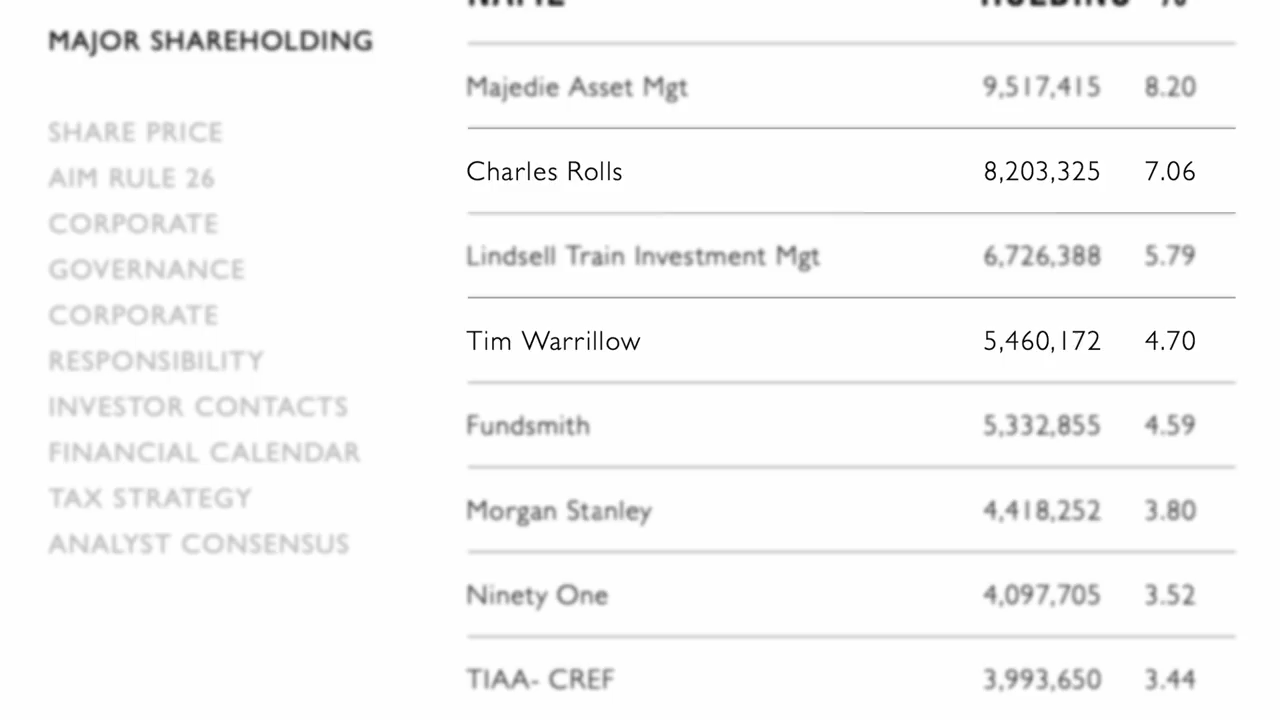 NAME HOLDING %
MAJOR SHAREHOLDING
Majedie Asset Mgt 9,517,415 8.20
SHARE PRICE
Charles Rolls 8,203,325 7.06
AIM RULE 26
CORPORATE
GOVERNANCE
Lindsell Train Investment Mgt 6,726,388 5.79
CORPORATE
Tim Warrillow 5,460,172 4.70
RESPONSIBILITY
INVESTOR CONTACTS
Fundsmith 5,332,855 4.59
FINANCIAL CALENDAR
TAX STRATEGY
Morgan Stanley 4,418,252 3.80
ANALYST CONSENSUS
Ninety One 4,097,705 3.52
TIAA- CREF 3,993,650 3.44